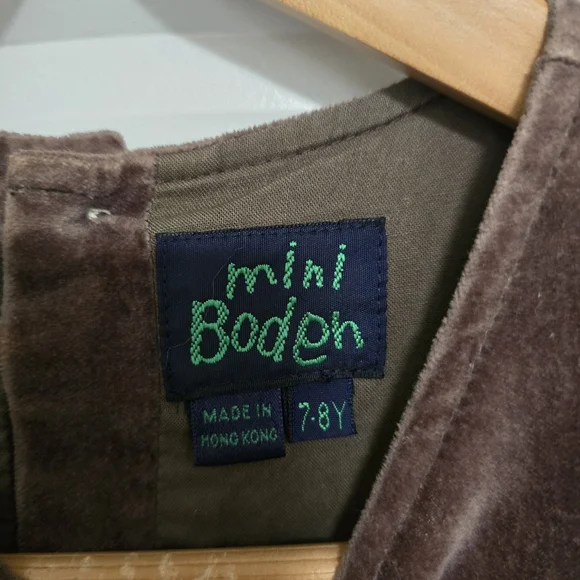 mini
Boden
MADE IN
HONG KONG
7-8Y